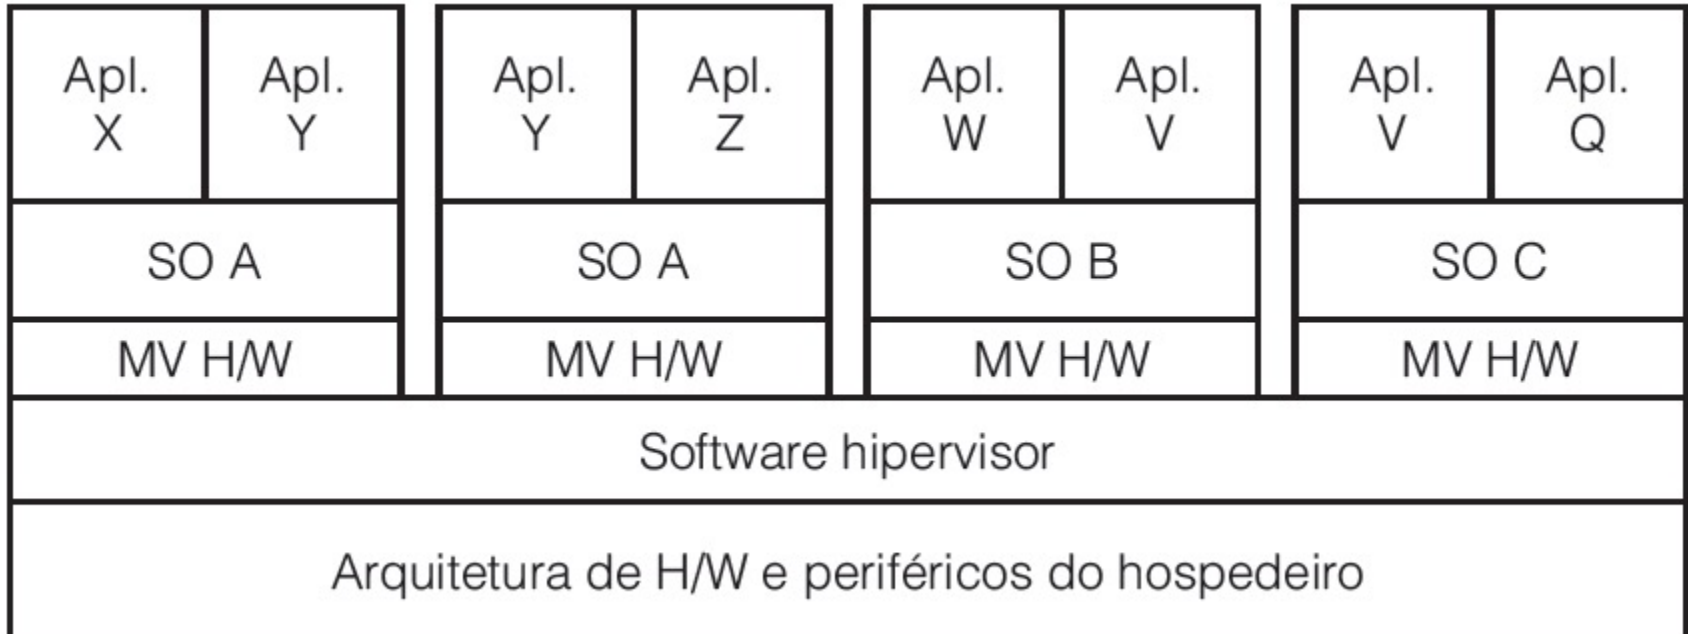 Apl.
X
Apl.
Y
Apl.
Y
Apl.
Z
Apl.
W
Apl.
V
Apl.
V
Apl.
Q
SO A
SO A
SO B
SO C
MV H/W
MV H/W
MV H/W
MV H/W
Software hipervisor
Arquitetura de H/W e periféricos do hospedeiro